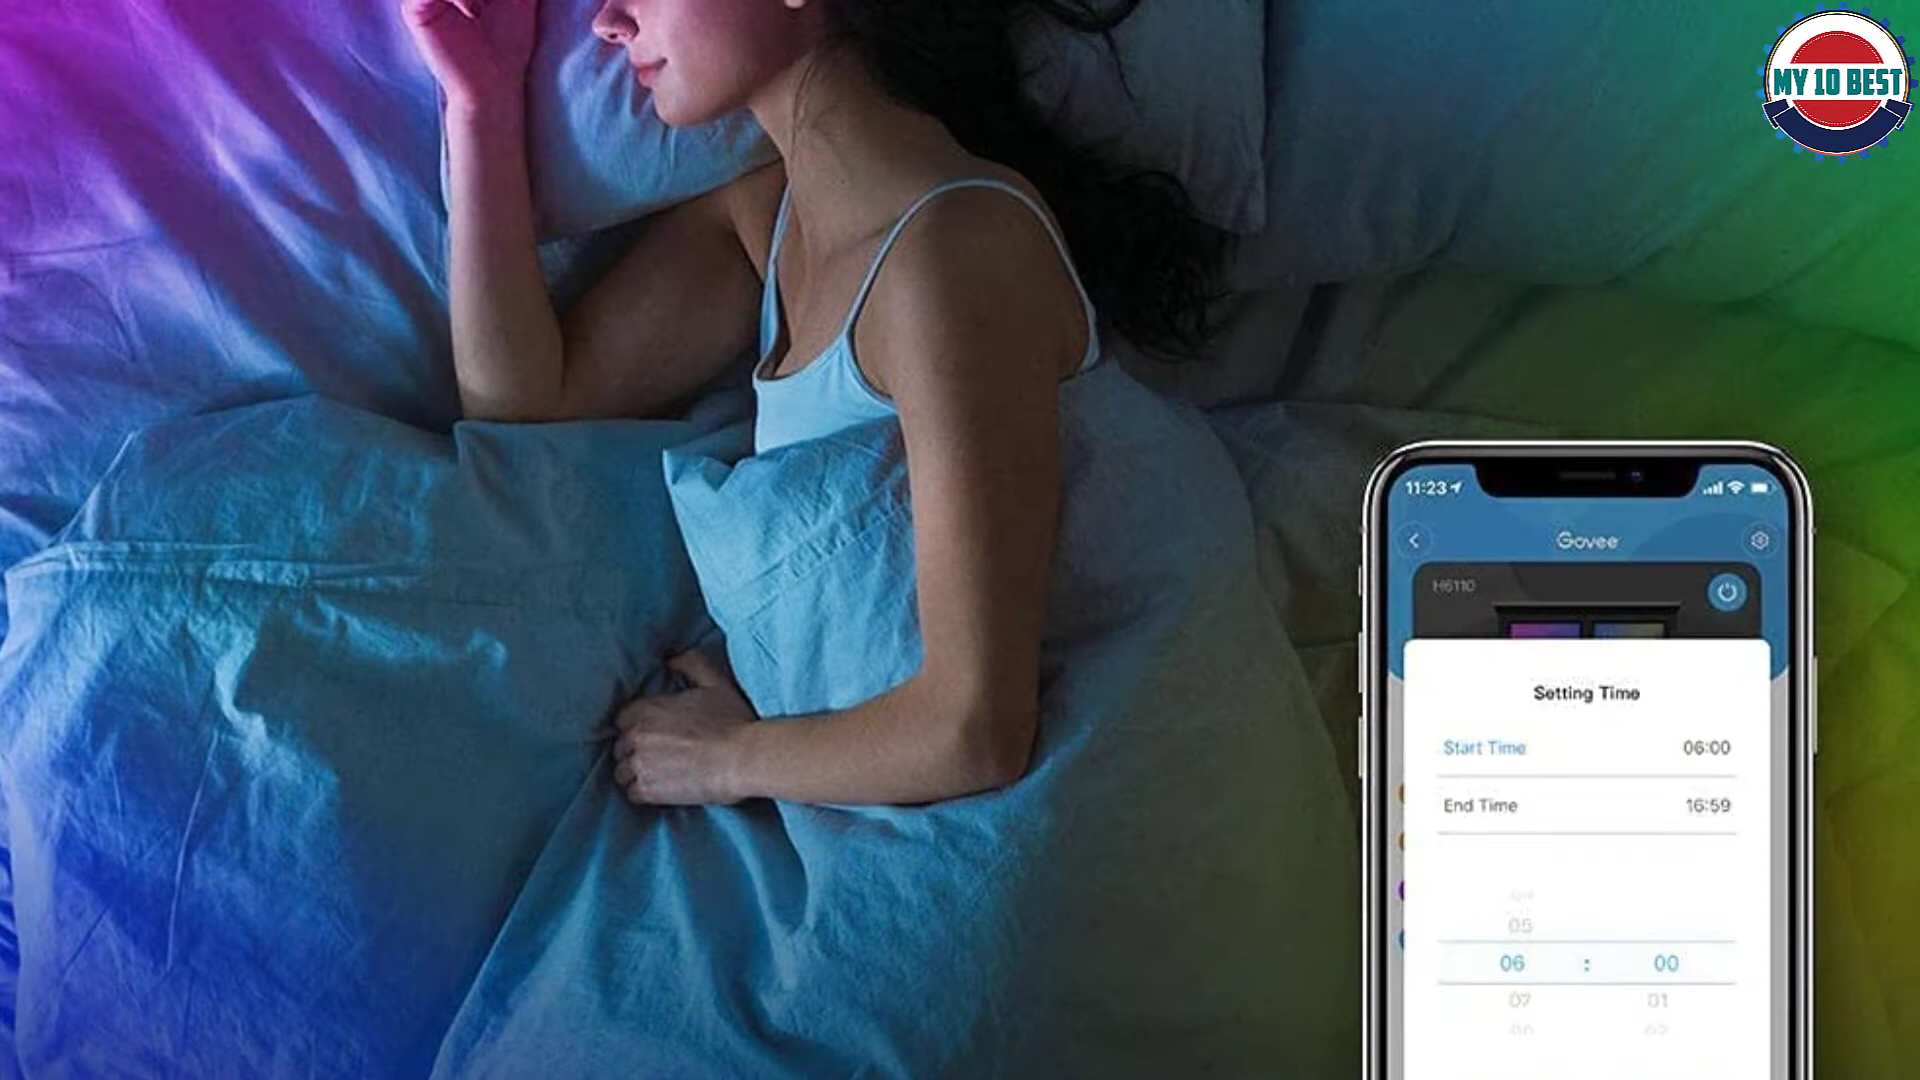 MY 10 BEST
11:23
Govee
H6110
Setting Time
Start Time 06:00
End Time 16:59
05
06 : 00
07 01